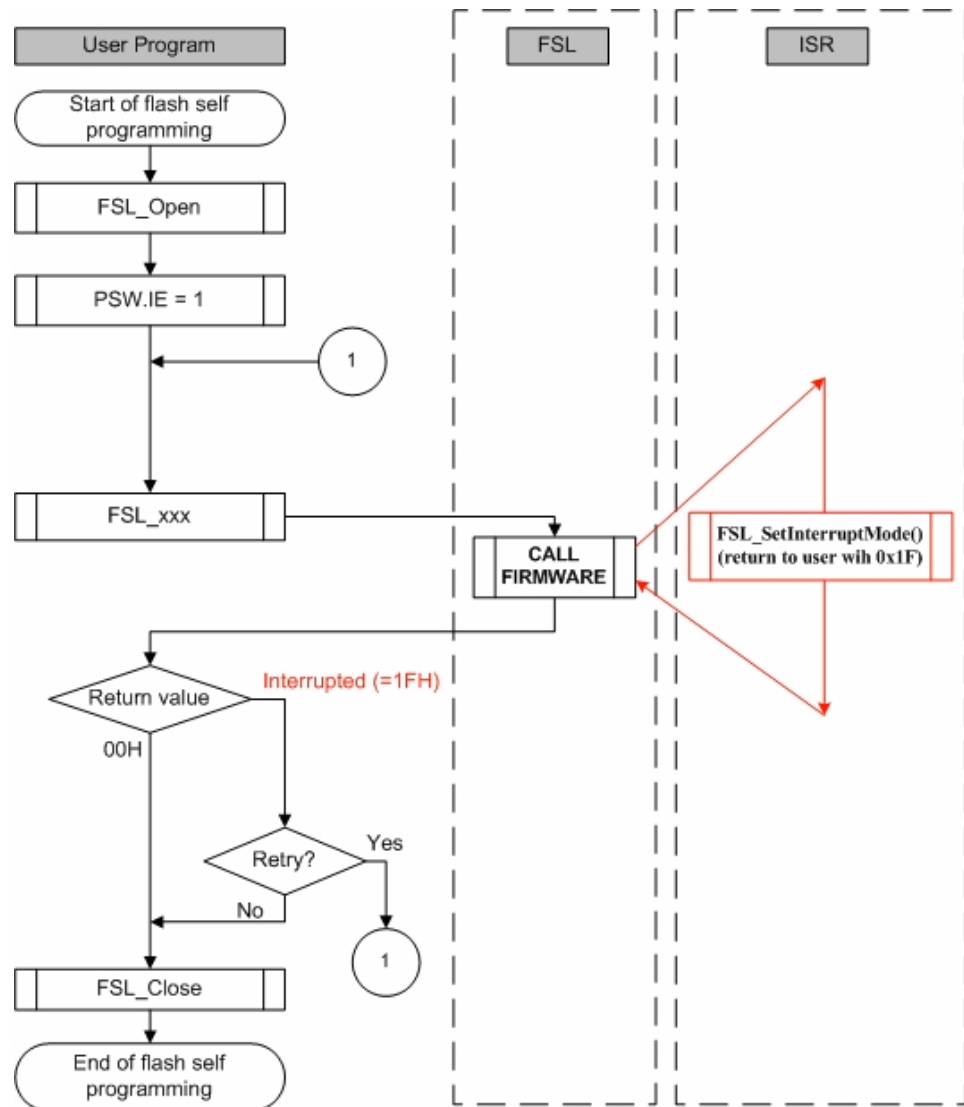 User Program
FSL
ISR
Start of flash self
programming
FSL_Open
PSW.IE = 1
1
FSL_xxx
CALL
FIRMWARE
FSL_SetInterruptMode()
(return to user wih 0x1F)
Return value
Interrupted (=1FH)
00H
Retry?
Yes
No
1
FSL_Close
End of flash self
programming